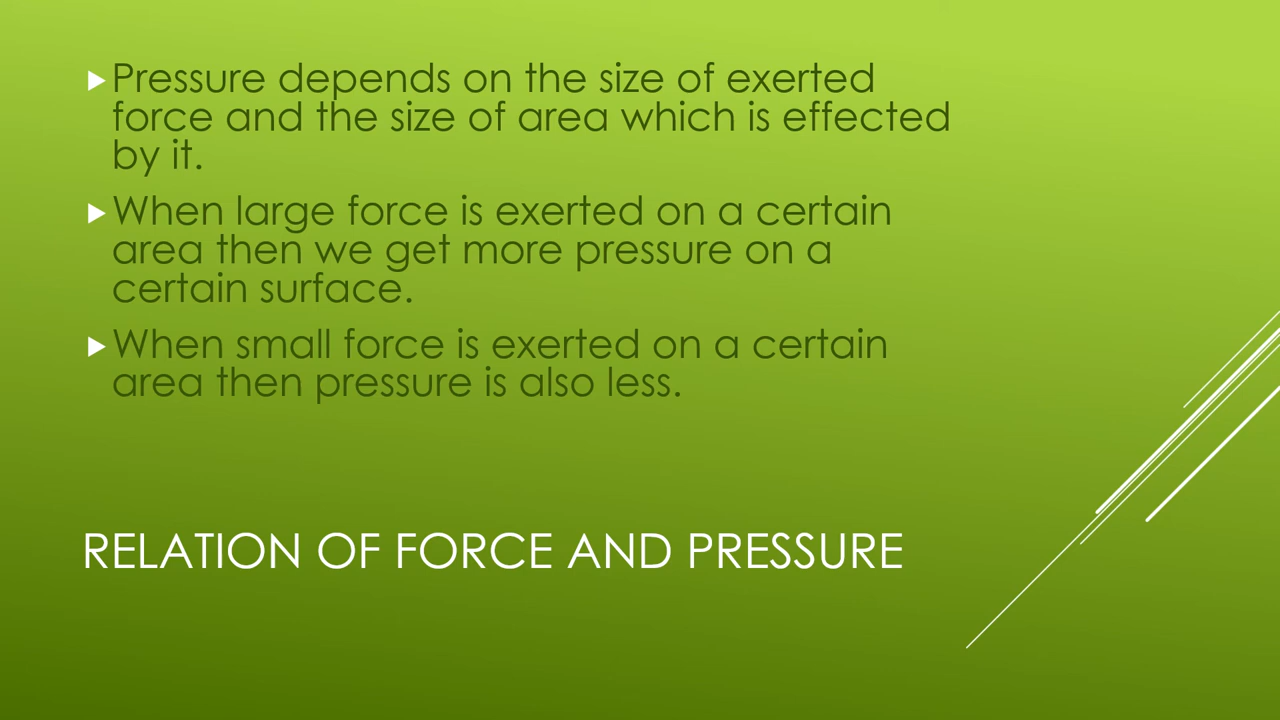 Pressure depends on the size of exerted
force and the size of area which is effected
by it.
When large force is exerted on a certain
area then we get more pressure on a
certain surface.
When small force is exerted on a certain
area then pressure is also less.
RELATION OF FORCE AND PRESSURE